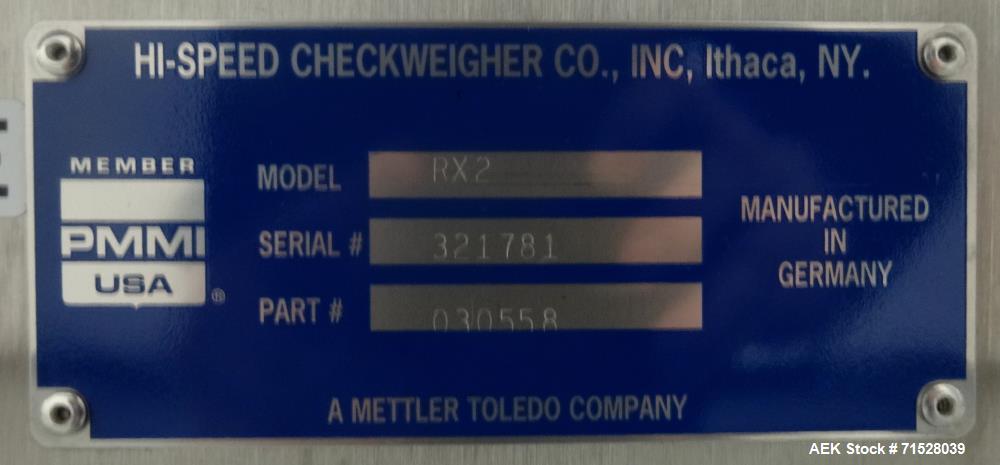 HI-SPEED CHECKWEIGHER CO., INC, Ithaca, NY.
MEMBER
PMMI
USA
®
MODEL RX2
SERIAL # 321781
PART # 030558
MANUFACTURED
IN
GERMANY
A METTLER TOLEDO COMPANY
AEK Stock # 71528039